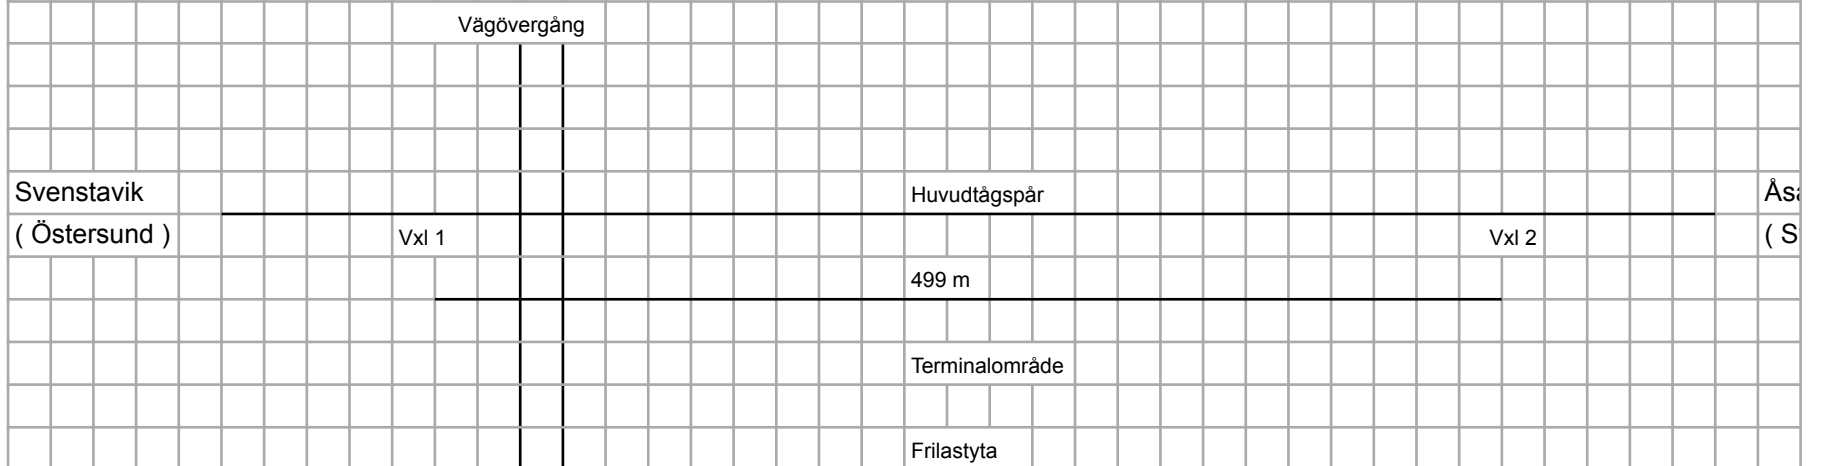 Vägövergång
Svenstavik
Huvudtågspår
( Östersund )
Vxl 1
Vxl 2
( S
499 m
Terminalområde
Frilastyta